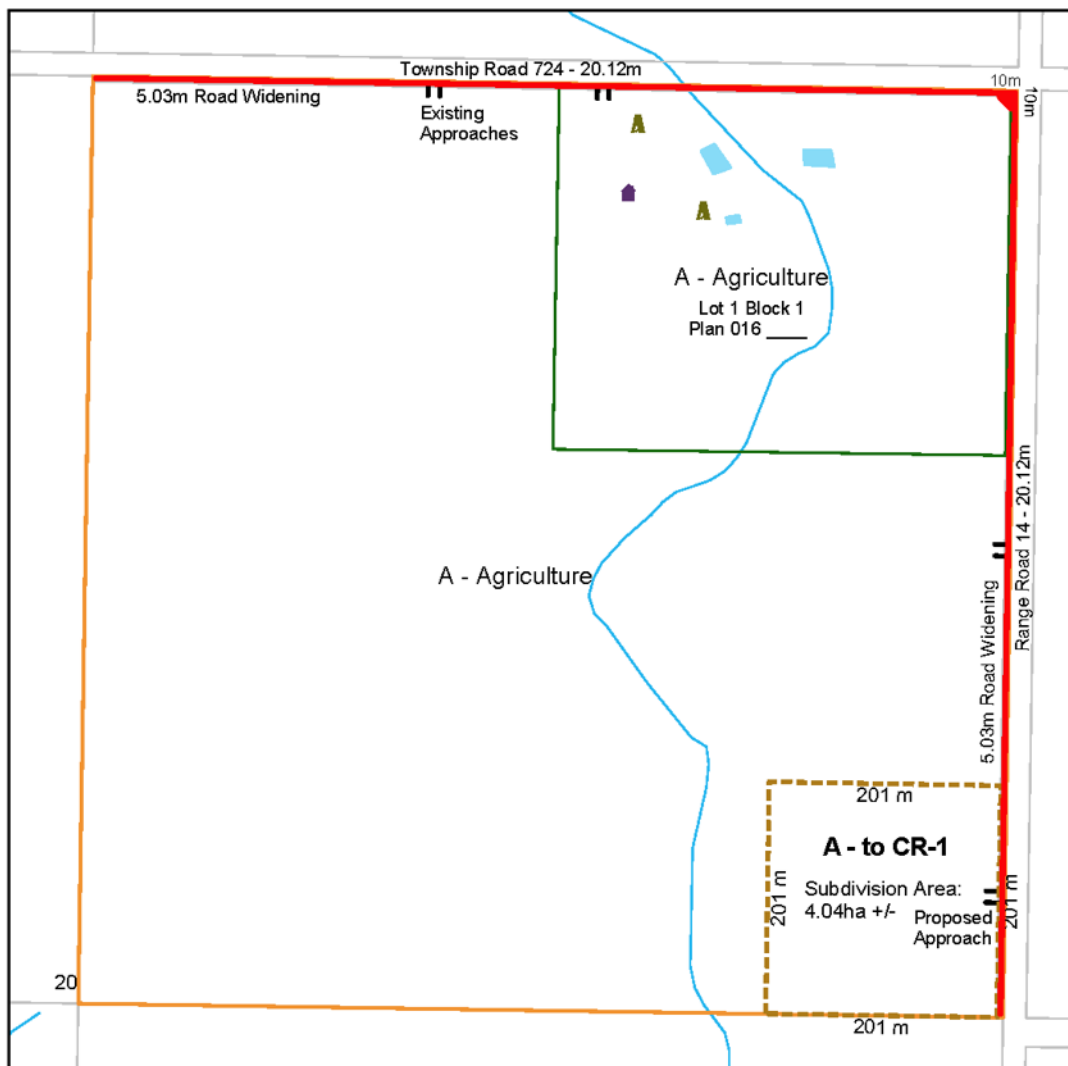 Township Road 724 - 20.12m
10m
10m
5.03m Road Widening
Existing
Approaches
A - Agriculture
Lot 1 Block 1
Plan 016 ____
Range Road 14 - 20.12m
A - Agriculture
5.03m Road Widening
201 m
A - to CR-1
201 m
Subdivision Area:
4.04ha +/-
201 m
Proposed
Approach
20
201 m